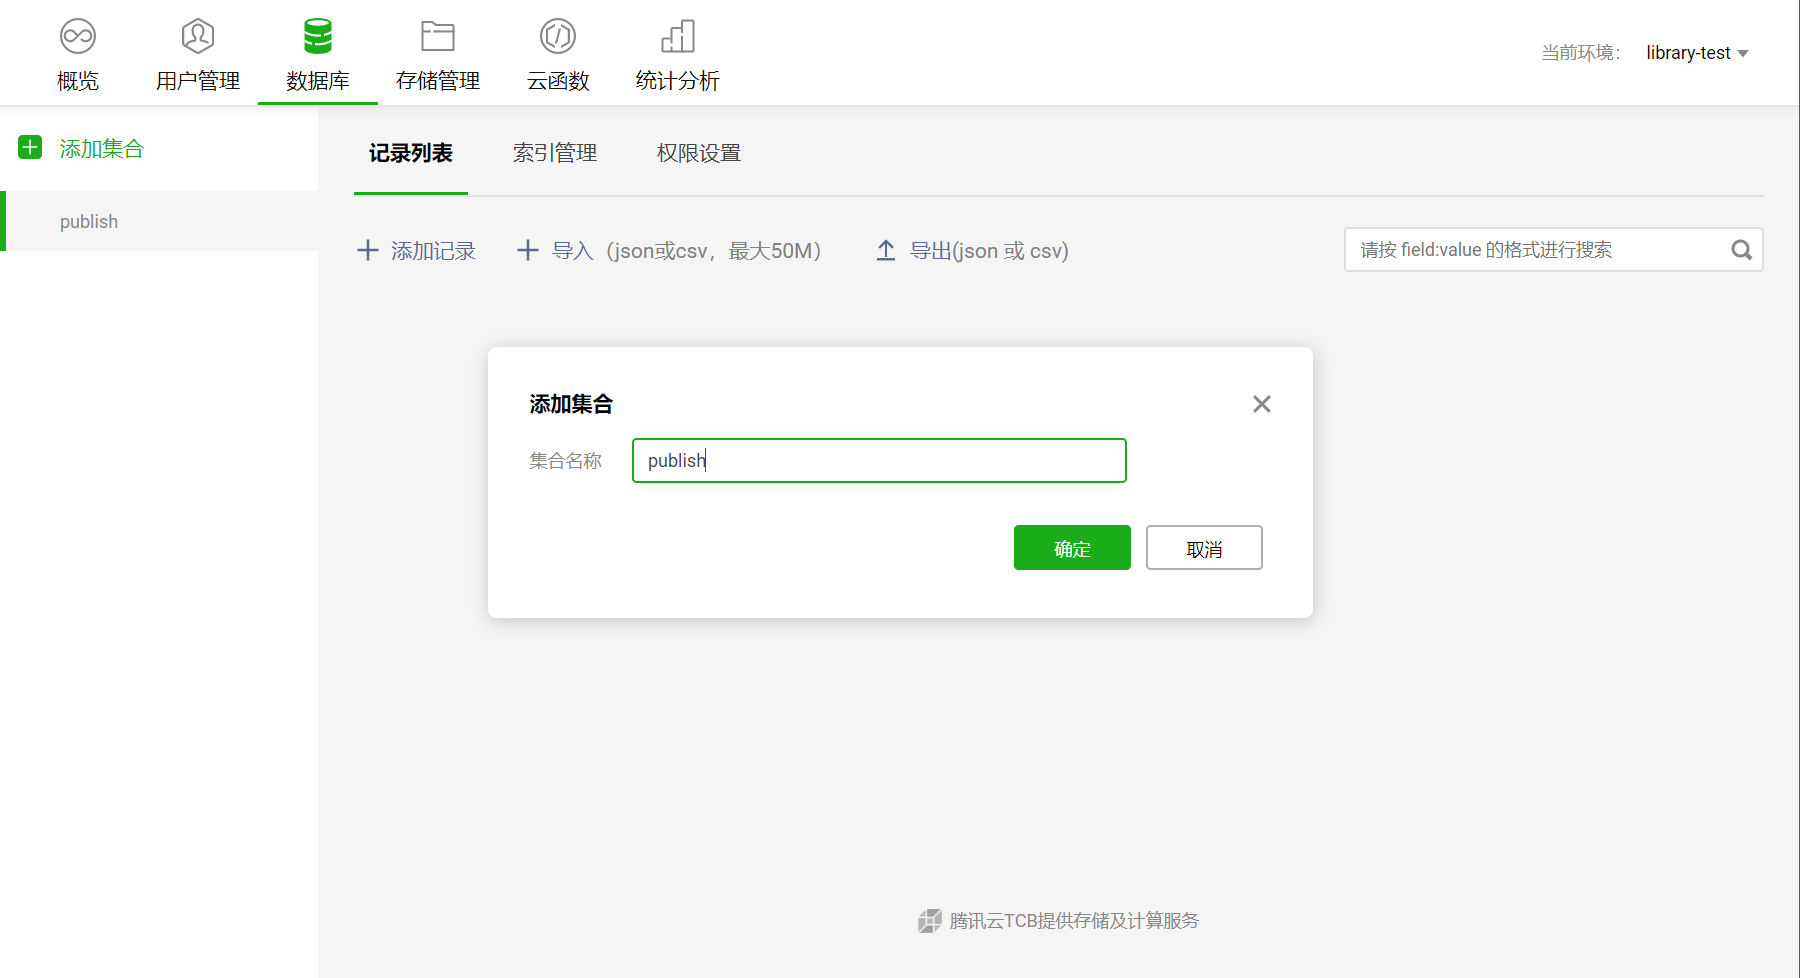 概览
用户管理
数据库
存储管理
云函数
统计分析
当前环境： library-test
添加集合
publish
记录列表
索引管理
权限设置
添加记录
导入（json或csv，最大50M）
导出(json 或 csv)
请按 field:value 的格式进行搜索
添加集合
集合名称
publish
确定
取消
腾讯云TCB提供存储及计算服务